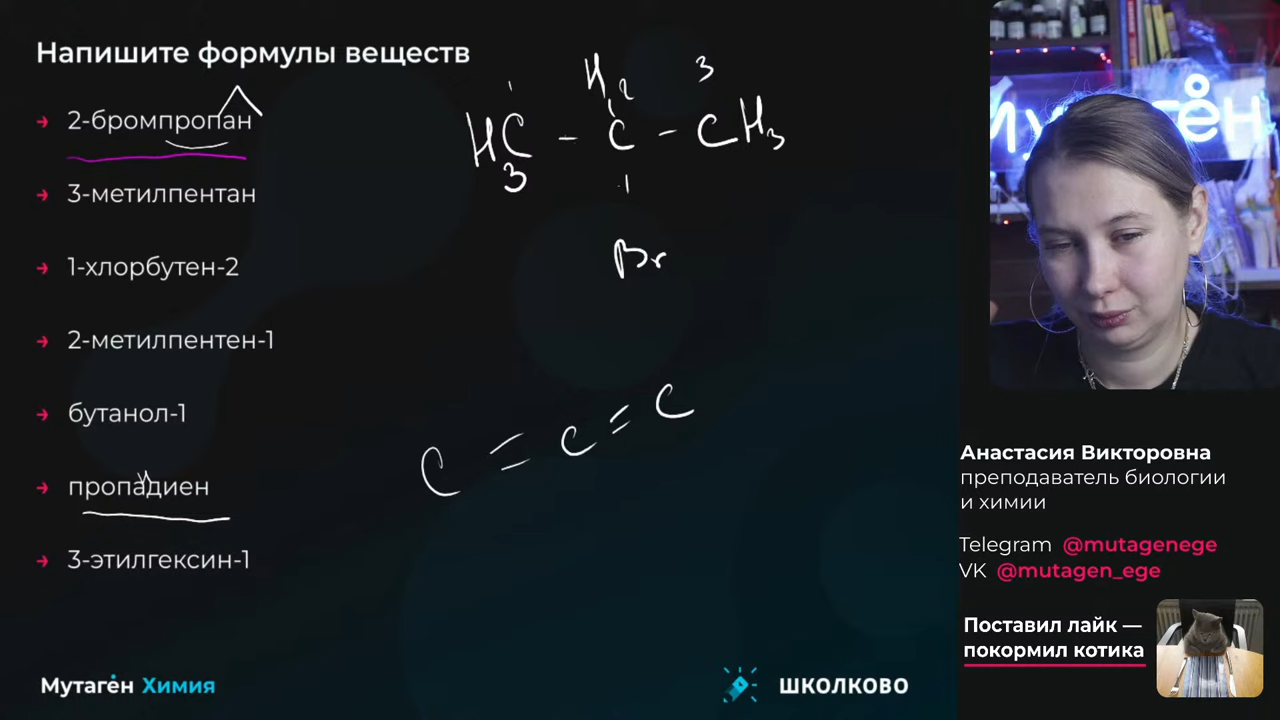 Напишите формулы веществ
→ 2-бромпропан
→ 3-метилпентан
→ 1-хлорбутен-2
→ 2-метилпентен-1
→ бутанол-1
→ пропадиен
→ 3-этилгексин-1
H 2 3
H3C - C - CH3
Br
C = C = C
Мутаген
Анастасия Викторовна
преподаватель биологии
и химии
Telegram @mutagenege
VK @mutagen_ege
Поставил лайк —
покормил котика
Мутаген Химия
ШКОЛКОВО